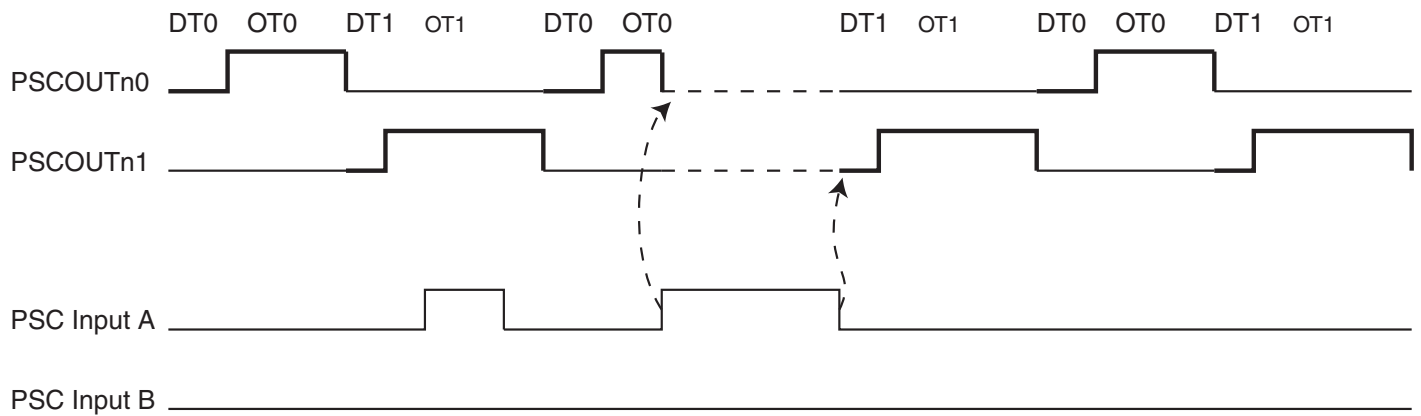 DT0 OT0 DT1 OT1 DT0 OT0 DT1 OT1 DT0 OT0 DT1 OT1
PSCOUTn0
PSCOUTn1
PSC Input A
PSC Input B